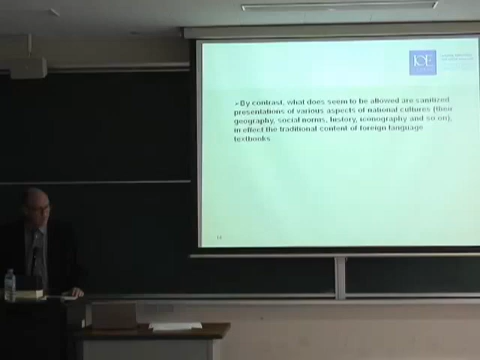 IOE
➢By contrast, what does seem to be allowed are sanitized
presentations of various aspects of national cultures (their
geography, social norms, history, iconography and so on),
in effect the traditional content of foreign language
textbooks